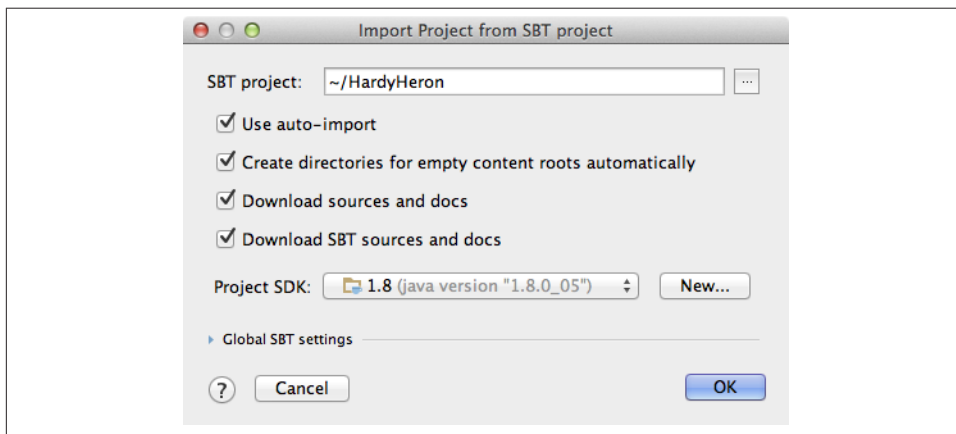 Import Project from SBT project
SBT project: ~/HardyHeron ...
Use auto-import
Create directories for empty content roots automatically
Download sources and docs
Download SBT sources and docs
Project SDK: 1.8 (java version "1.8.0_05") New...
Global SBT settings
? Cancel OK